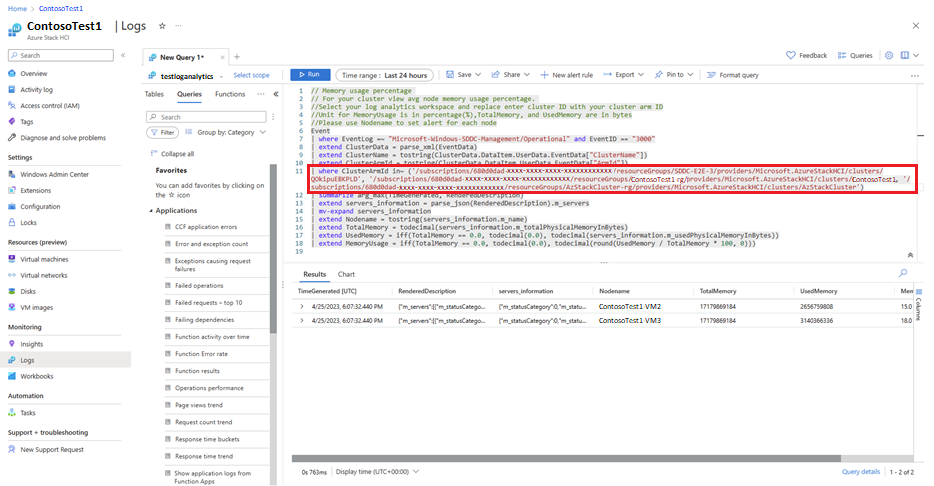 Home > ContosoTest1
ContosoTest1 | Logs
Azure Stack HCI
Search
Overview
Activity log
Access control (IAM)
Tags
Diagnose and solve problems
Settings
Windows Admin Center
Extensions
Configuration
Locks
Resources (preview)
Virtual machines
Virtual networks
Disks
VM images
Monitoring
Insights
Logs
Workbooks
Automation
Tasks
Support + troubleshooting
New Support Request
New Query 1*
Feedback
Queries
testloganalytics
Select scope
Run
Time range : Last 24 hours
Save
Share
New alert rule
Export
Pin to
Format query
Tables
Queries
Functions
Search
Filter
Group by: Category
Collapse all
Favorites
You can add favorites by clicking on
the ☆ icon
Applications
CCF application errors
Error and exception count
Exceptions causing request
failures
Failed operations
Failed requests – top 10
Failing dependencies
Function activity over time
Function Error rate
Function results
Operations performance
Page views trend
Request count trend
Response time buckets
Response time trend
Show application logs from
Function Apps
1 // Memory usage percentage
2 // For your cluster view avg node memory usage percentage.
3 //Select your log analytics workspace and replace enter cluster ID with your cluster arm ID
4 //Unit for MemoryUsage is in percentage(%),TotalMemory, and UsedMemory are in bytes
5 //Please use Nodename to set alert for each node
6 Event
7 | where EventLog =~ "Microsoft-Windows-SDDC-Management/Operational" and EventID == "3000"
8 | extend ClusterData = parse_xml(EventData)
9 | extend ClusterName = tostring(ClusterData.DataItem.UserData.EventData["ClusterName"])
10 | extend ClusterArmId = tostring(ClusterData.DataItem.UserData.EventData["ArmId"])
11 | where ClusterArmId in~ ('/subscriptions/680d0dad-xxxx-xxx-xxxx-xxxxxxxxxxxx/resourceGroups/SDDC-E2E-3/providers/Microsoft.AzureStackHCI/clusters/
QOkipuEBKPLD', '/subscriptions/680d0dad-xxxx-xxxx-xxxx-xxxxxxxxxxxx/resourceGroups/ContosoTest1-rg/providers/Microsoft.AzureStackHCI/clusters/ContosoTest1, '/
subscriptions/680d0dad-xxxx-xxxx-xxxx-xxxxxxxxxxxx/resourceGroups/AzStackCluster-rg/providers/Microsoft.AzureStackHCI/clusters/AzStackCluster')
12 | summarize arg_max(TimeGenerated, RenderedDescription)
13 | extend servers_information = parse_json(RenderedDescription).m_servers
14 | mv-expand servers_information
15 | extend Nodename = tostring(servers_information.m_name)
16 | extend TotalMemory = todecimal(servers_information.m_totalPhysicalMemoryInBytes)
17 | extend UsedMemory = iff(TotalMemory == 0.0, todecimal(0.0), todecimal(servers_information.m_usedPhysicalMemoryInBytes))
18 | extend MemoryUsage = iff(TotalMemory == 0.0, todecimal(0.0), todecimal(round(UsedMemory / TotalMemory * 100, 0)))
19
Results
Chart
TimeGenerated [UTC] RenderedDescription servers_information Nodename TotalMemory UsedMemory Mem
4/25/2023, 6:07:32.440 PM {"m_servers":[{"m_statusCatego... {"m_statusCategory":0,"m_status... ContosoTest1-VM2 17179869184 2656759808 15.0
4/25/2023, 6:07:32.440 PM {"m_servers":[{"m_statusCatego... {"m_statusCategory":0,"m_status... ContosoTest1-VM3 17179869184 3140366336 18.0
Columns
0s 763ms
Display time (UTC+00:00)
Query details
1 - 2 of 2